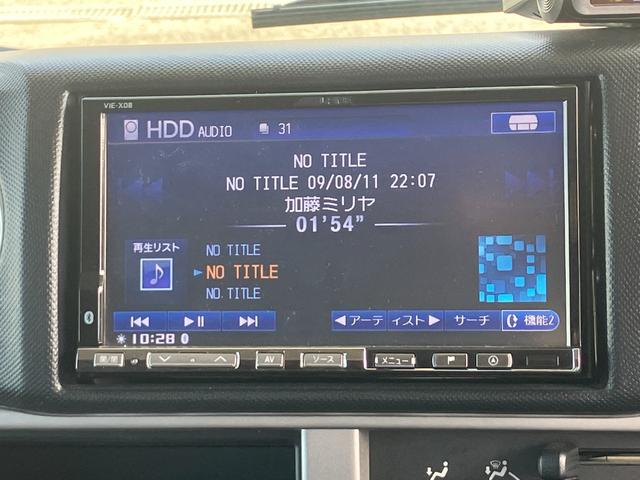 VIE-X08
HDD AUDIO 31
NO TITLE
NO TITLE 09/08/11 22:07
加藤ミリヤ
01'54"
再生リスト
NO TITLE
NO TITLE
NO TITLE
◀アーティスト▶ サーチ 機能2
10:28
AV ソース メニュー